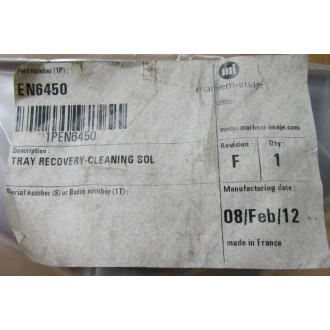 Part number (1P) :
EN6450
1PEN6450
Description :
TRAY RECOVERY-CLEANING SOL
Serial number (S) or Batch number (1T) :
markem-imaje
www.markem-imaje.com
Revision :
F
Qty :
1
Manufacturing date :
08/Feb/12
made in France